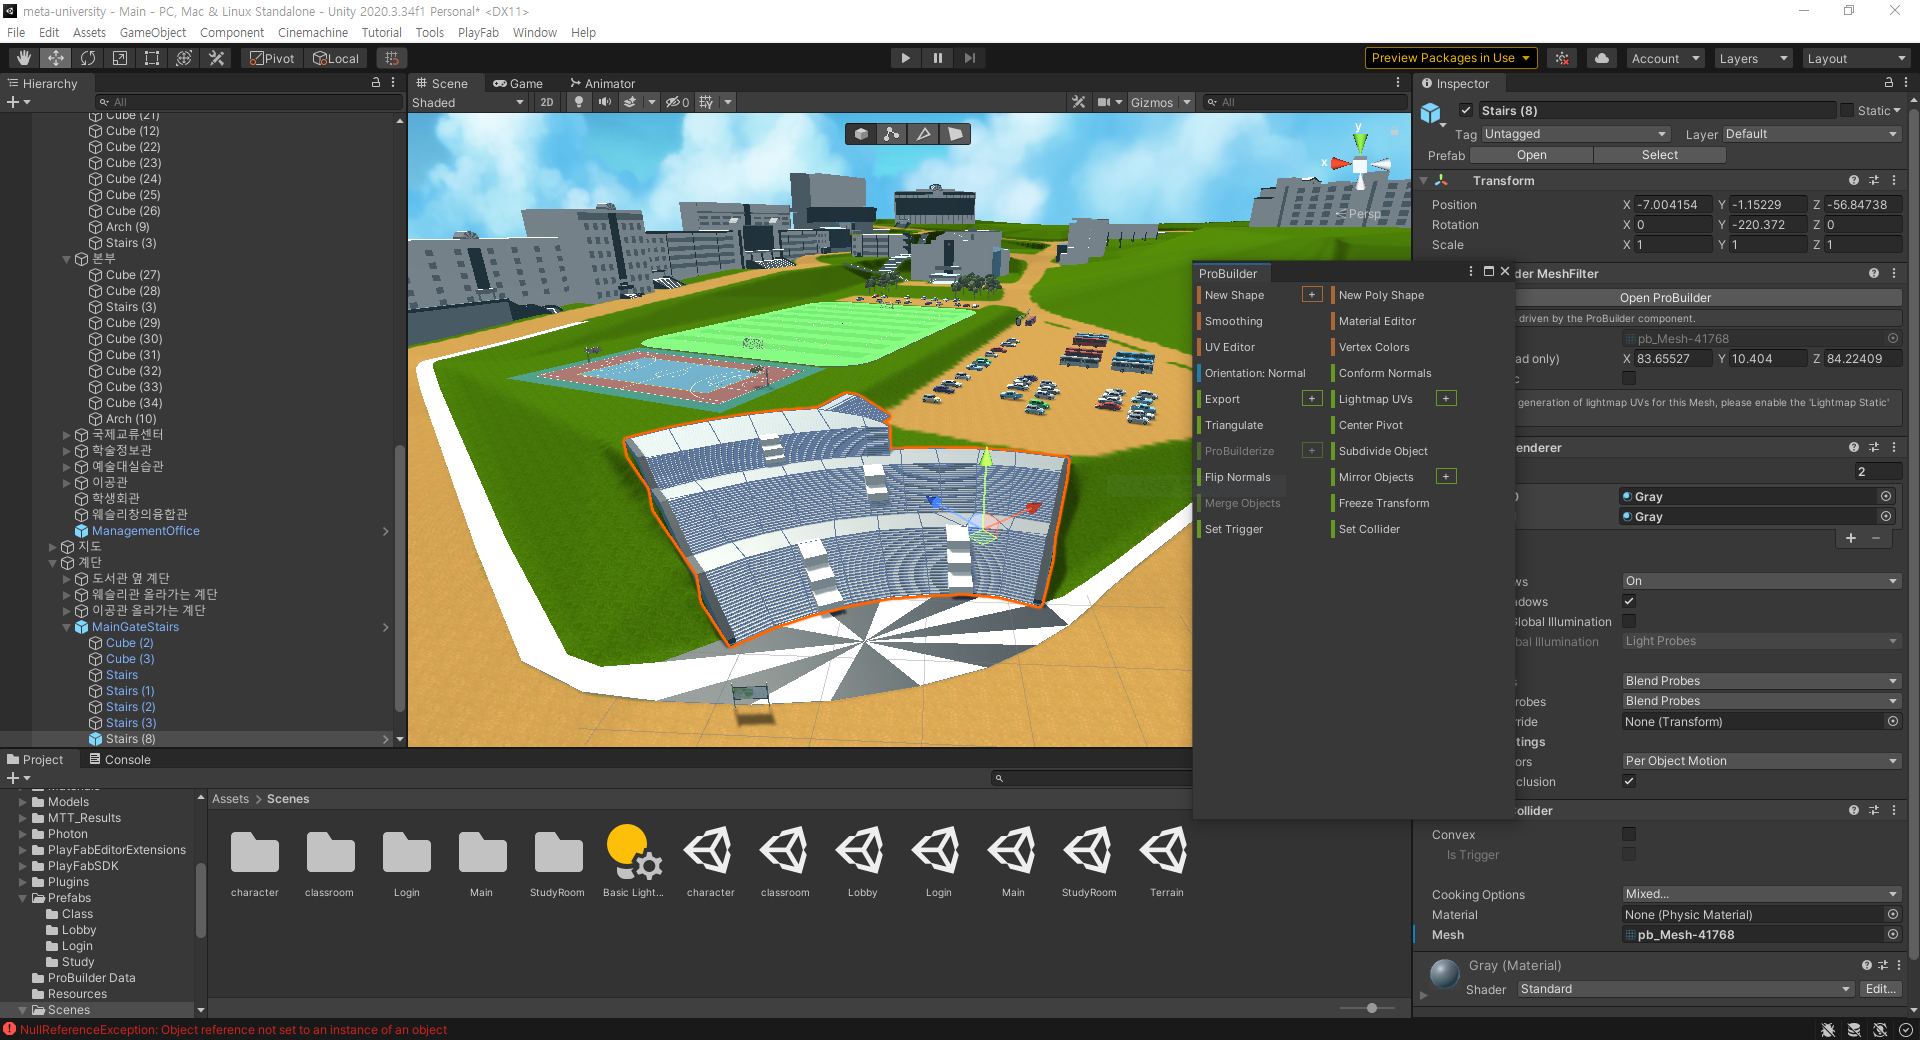 meta-university - Main - PC, Mac & Linux Standalone - Unity 2020.3.34f1 Personal* <DX11>
File Edit Assets GameObject Component Cinemachine Tutorial Tools PlayFab Window Help
Pivot Local Preview Packages in Use Account Layers Layout
Hierarchy
All
Cube (21)
Cube (12)
Cube (22)
Cube (23)
Cube (24)
Cube (25)
Cube (26)
Arch (9)
Stairs (3)
본부
Cube (27)
Cube (28)
Stairs (3)
Cube (29)
Cube (30)
Cube (31)
Cube (32)
Cube (33)
Cube (34)
Arch (10)
국제교류센터
학술정보관
예술대실습관
이공관
학생회관
웨슬리창의융합관
ManagementOffice
지도
계단
도서관 옆 계단
웨슬리관 올라가는 계단
이공관 올라가는 계단
MainGateStairs
Cube (2)
Cube (3)
Stairs
Stairs (1)
Stairs (2)
Stairs (3)
Stairs (8)
Scene Game Animator
Shaded 2D 0 Gizmos All
y
x
Persp
ProBuilder
New Shape + New Poly Shape
Smoothing Material Editor
UV Editor Vertex Colors
Orientation: Normal Conform Normals
Export + Lightmap UVs +
Triangulate Center Pivot
ProBuilderize + Subdivide Object
Flip Normals Mirror Objects +
Merge Objects Freeze Transform
Set Trigger Set Collider
Inspector
Stairs (8) Static
Tag Untagged Layer Default
Prefab Open Select
Transform
Position X -7.004154 Y -1.15229 Z -56.84738
Rotation X 0 Y -220.372 Z 0
Scale X 1 Y 1 Z 1
der MeshFilter
Open ProBuilder
driven by the ProBuilder component.
pb_Mesh-41768
ad only) X 83.65527 Y 10.404 Z 84.22409
c
generation of lightmap UVs for this Mesh, please enable the 'Lightmap Static'
enderer
2
Gray
Gray
ws On
adows
lobal Illumination
bal Illumination Light Probes
s Blend Probes
robes Blend Probes
rride None (Transform)
ttings
ors Per Object Motion
clusion
ollider
Convex
Is Trigger
Cooking Options Mixed...
Material None (Physic Material)
Mesh pb_Mesh-41768
Gray (Material)
Shader Standard Edit...
Project Console
Materials
Models
MTT_Results
Photon
PlayFabEditorExtensions
PlayFabSDK
Plugins
Prefabs
Class
Lobby
Login
Study
ProBuilder Data
Resources
Scenes
Assets > Scenes
character classroom Login Main StudyRoom Basic Light... character classroom Lobby Login Main StudyRoom Terrain
NullReferenceException: Object reference not set to an instance of an object